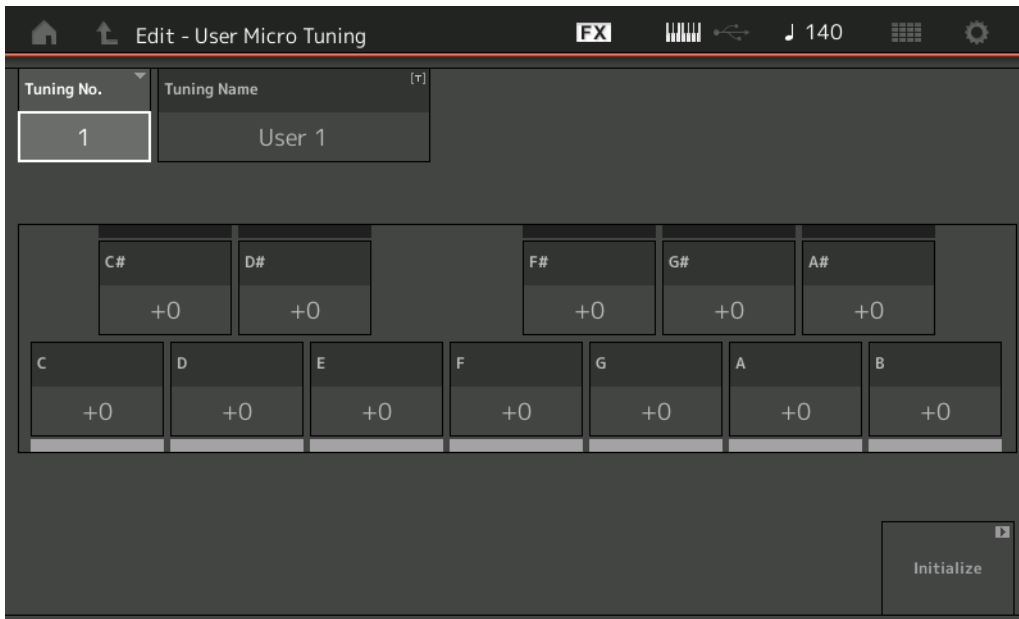 Edit - User Micro Tuning FX ♩ 140
Tuning No. Tuning Name [T]
1 User 1
C# D# F# G# A#
+0 +0 +0 +0 +0
C D E F G A B
+0 +0 +0 +0 +0 +0 +0
Initialize